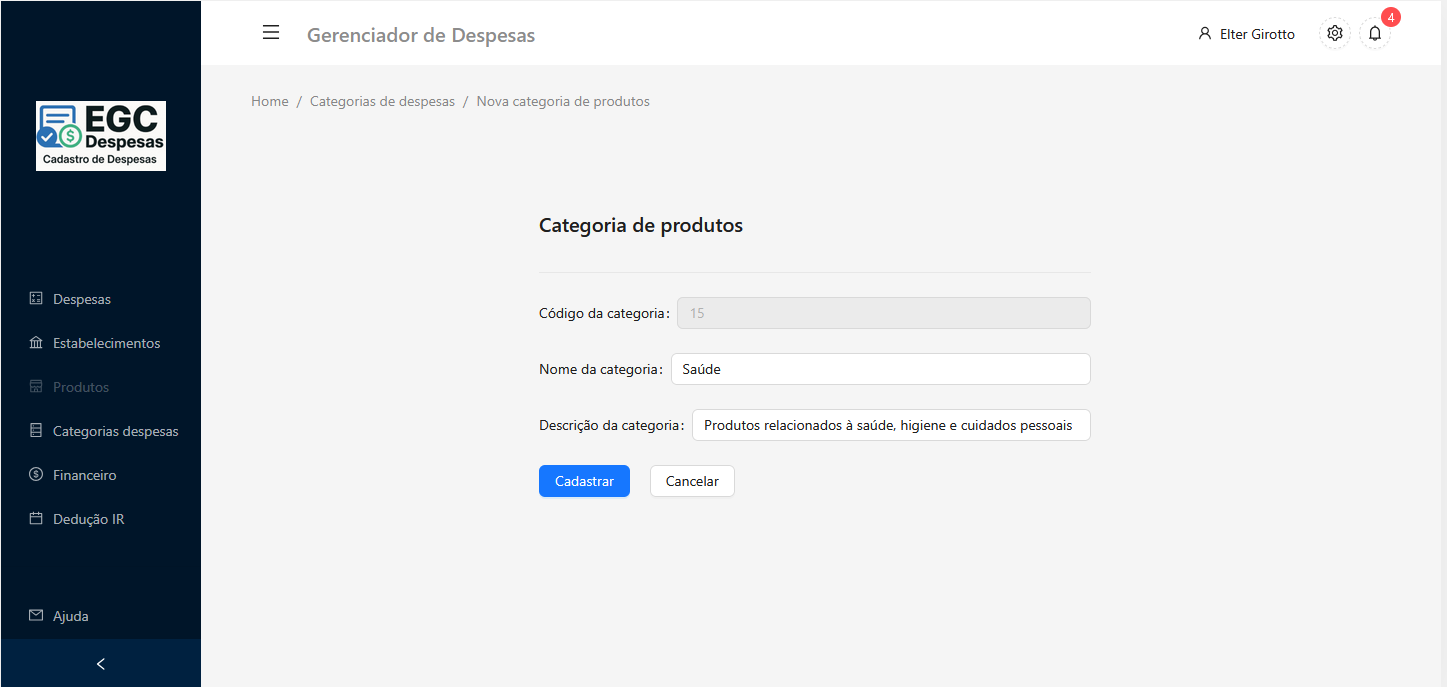 Gerenciador de Despesas
Elter Girotto
4
EGC
Despesas
Cadastro de Despesas
Despesas
Estabelecimentos
Produtos
Categorias despesas
Financeiro
Dedução IR
Ajuda
Home / Categorias de despesas / Nova categoria de produtos
Categoria de produtos
Código da categoria: 15
Nome da categoria: Saúde
Descrição da categoria: Produtos relacionados à saúde, higiene e cuidados pessoais
Cadastrar Cancelar